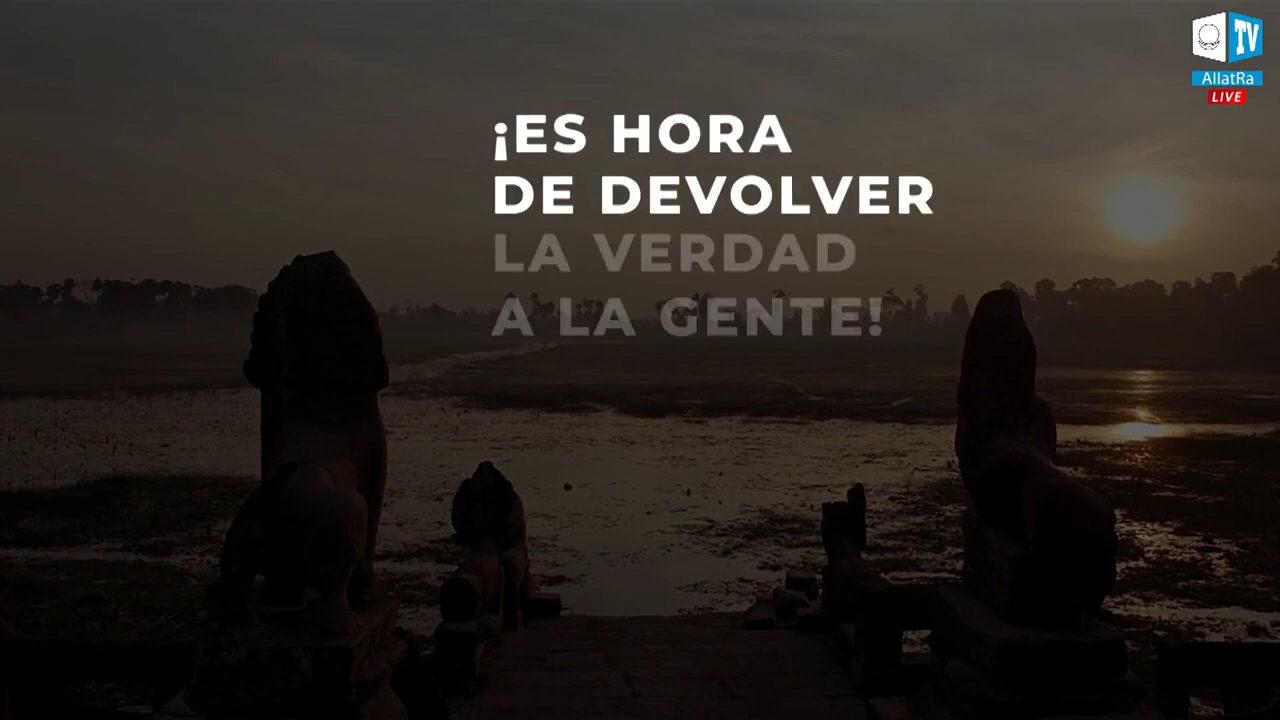 TV
AllatRa
LIVE
¡ES HORA
DE DEVOLVER
LA VERDAD
A LA GENTE!